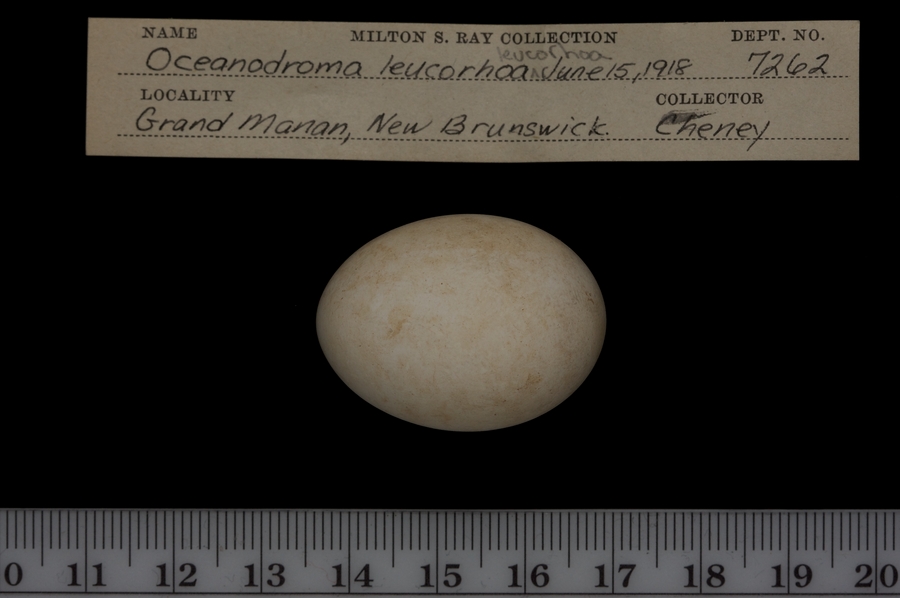 NAME MILTON S. RAY COLLECTION DEPT. NO.
leucorhoa
Oceanodroma leucorhoa June 15, 1918 7262
LOCALITY COLLECTOR
Grand Manan, New Brunswick. Cheney
0 11 12 13 14 15 16 17 18 19 20